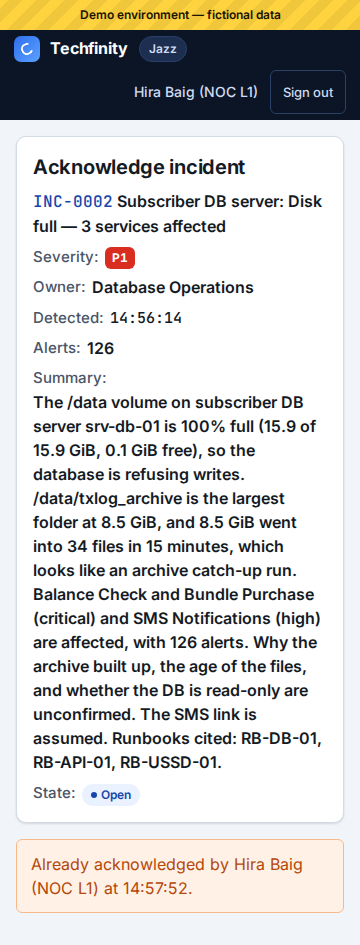 Demo environment — fictional data
Techfinity Jazz
Hira Baig (NOC L1) Sign out
Acknowledge incident
INC-0002 Subscriber DB server: Disk
full — 3 services affected
Severity: P1
Owner: Database Operations
Detected: 14:56:14
Alerts: 126
Summary:
The /data volume on subscriber DB
server srv-db-01 is 100% full (15.9 of
15.9 GiB, 0.1 GiB free), so the
database is refusing writes.
/data/txlog_archive is the largest
folder at 8.5 GiB, and 8.5 GiB went
into 34 files in 15 minutes, which
looks like an archive catch-up run.
Balance Check and Bundle Purchase
(critical) and SMS Notifications (high)
are affected, with 126 alerts. Why the
archive built up, the age of the files,
and whether the DB is read-only are
unconfirmed. The SMS link is
assumed. Runbooks cited: RB-DB-01,
RB-API-01, RB-USSD-01.
State: Open
Already acknowledged by Hira Baig
(NOC L1) at 14:57:52.